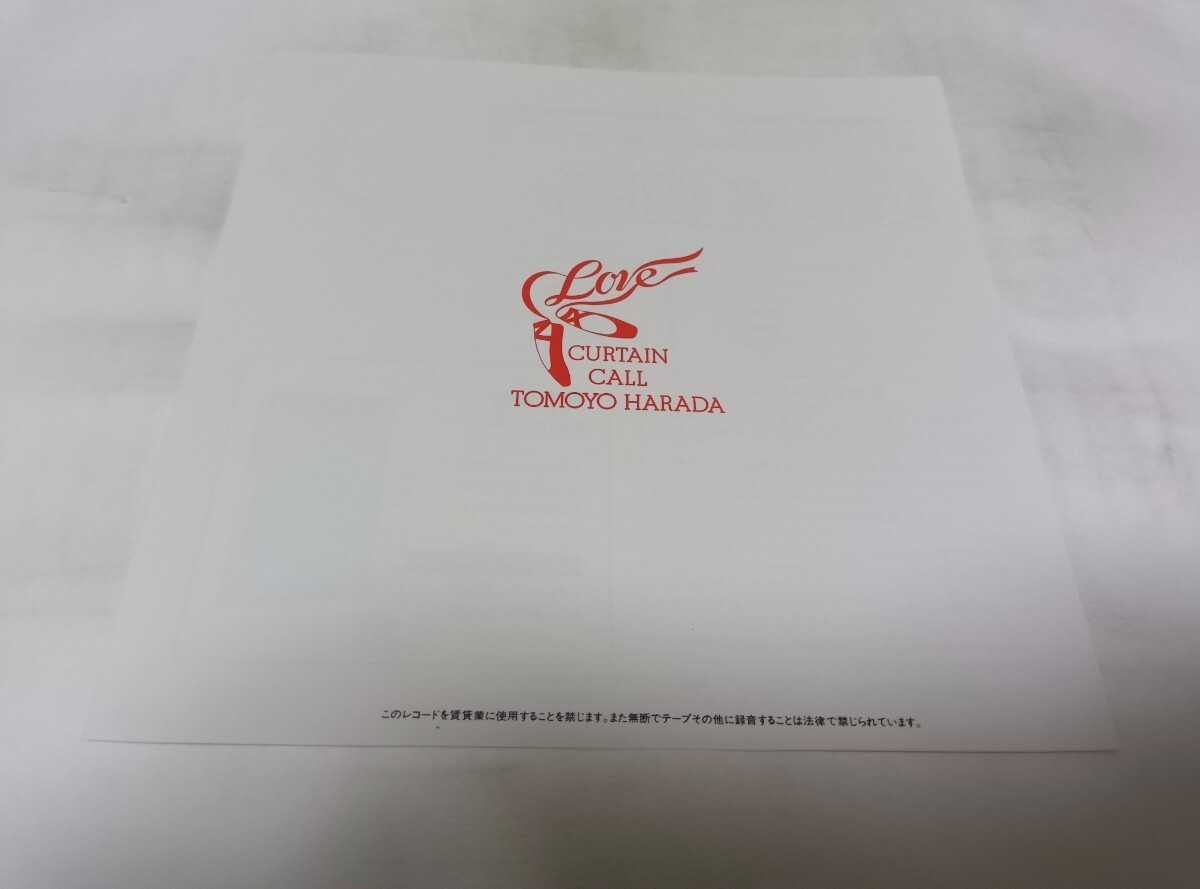 Love
CURTAIN
CALL
TOMOYO HARADA
このレコードを賃貸業に使用することを禁じます。また無断でテープその他に録音することは法律で禁じられています。